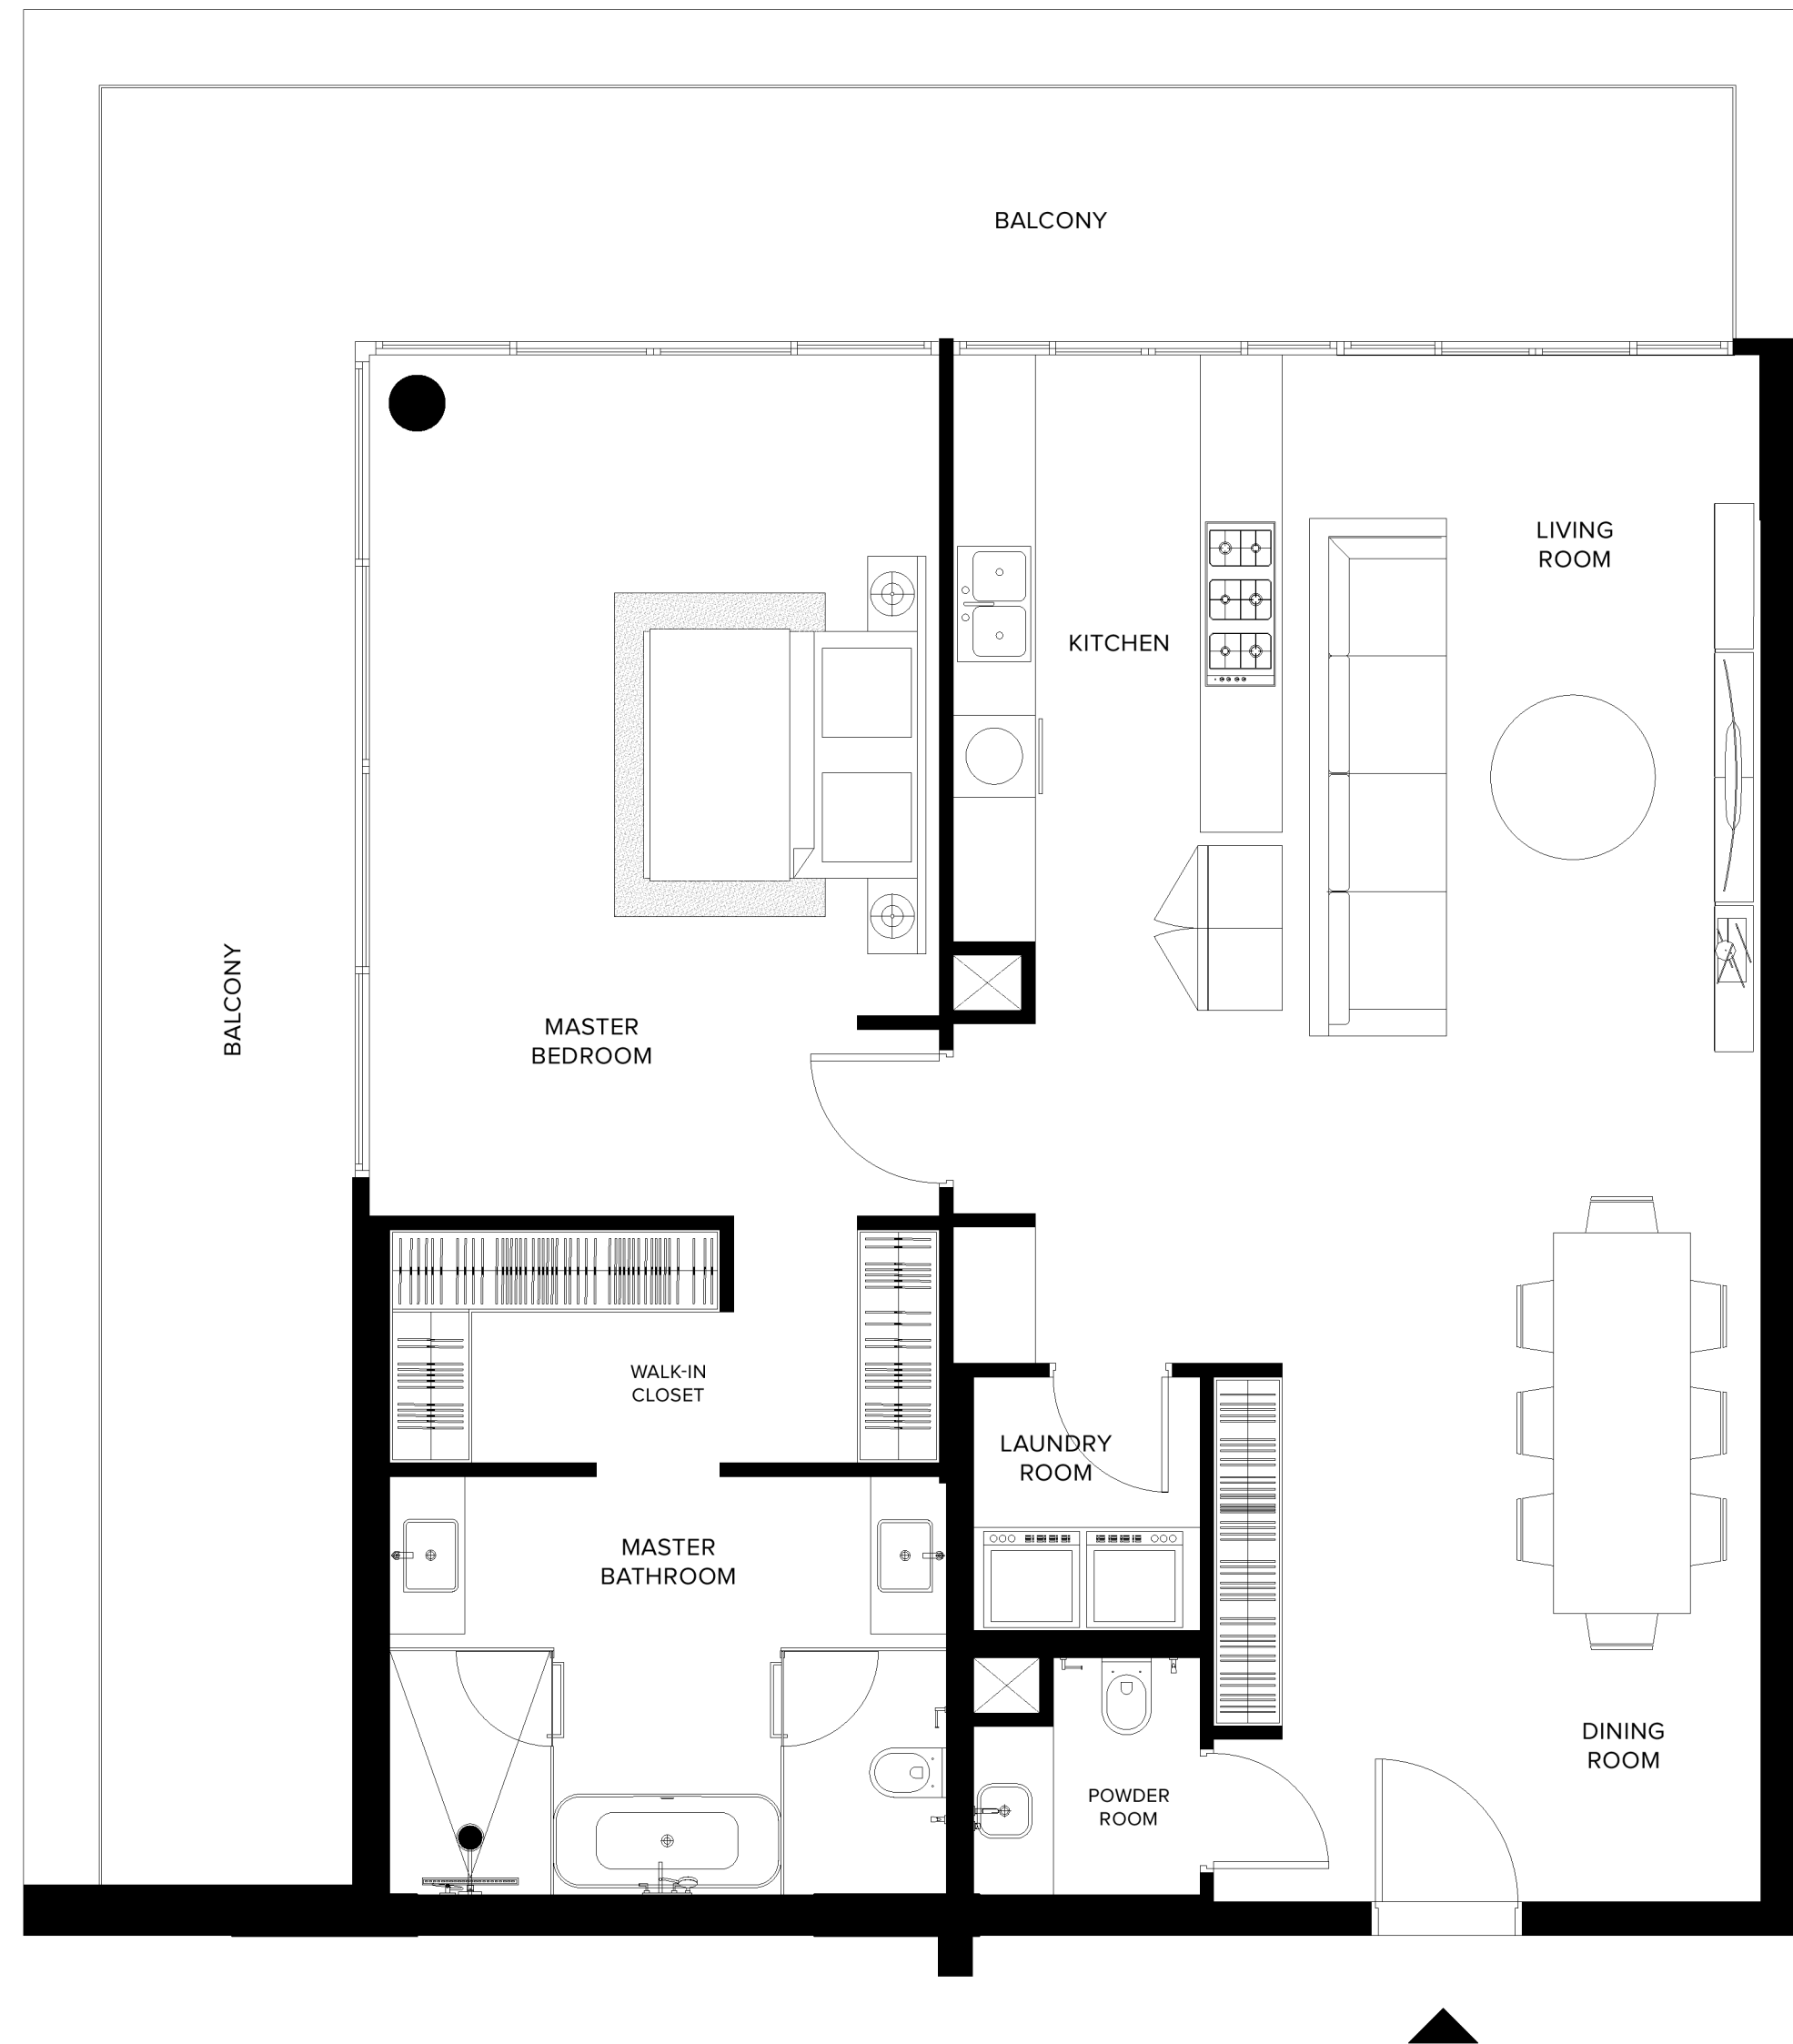 BALCONY
LIVING
ROOM
KITCHEN
BALCONY
MASTER
BEDROOM
WALK-IN
CLOSET
LAUNDRY
ROOM
MASTER
BATHROOM
DINING
ROOM
POWDER
ROOM